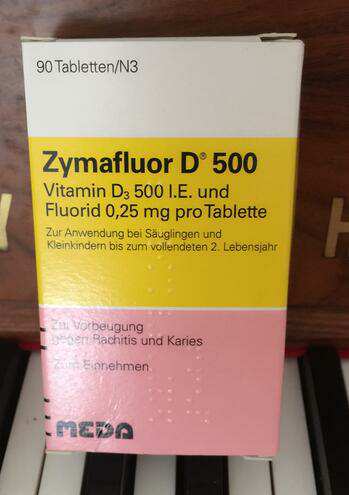 90 Tabletten/N3
Zymafluor D® 500
Vitamin D₃ 500 I.E. und
Fluorid 0,25 mg pro Tablette
Zur Anwendung bei Säuglingen und
Kleinkindern bis zum vollendeten 2. Lebensjahr
Zur Vorbeugung
gegen Rachitis und Karies
Zum Einnehmen
MEDA